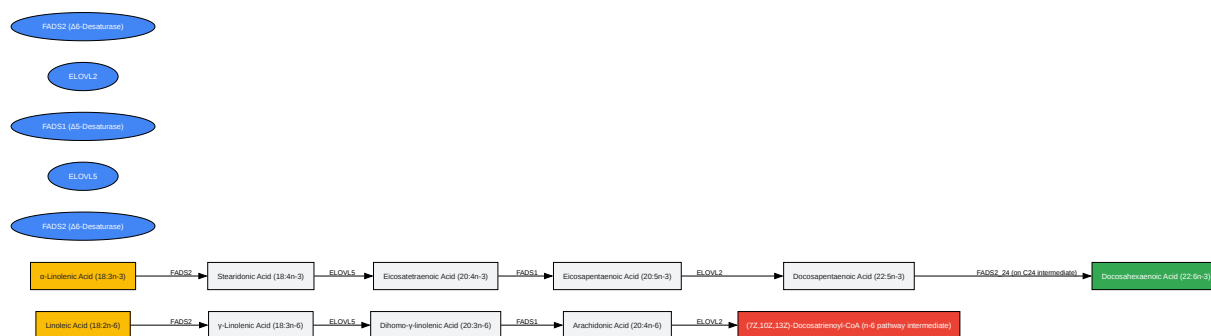 FADS2 (Δ6-Desaturase)
ELOVL2
FADS1 (Δ5-Desaturase)
ELOVL5
FADS2 (Δ6-Desaturase)
α-Linolenic Acid (18:3n-3) FADS2 Stearidonic Acid (18:4n-3) ELOVL5 Eicosatetraenoic Acid (20:4n-3) FADS1 Eicosapentaenoic Acid (20:5n-3) ELOVL2 Docosapentaenoic Acid (22:5n-3) FADS2_24 (on C24 intermediate) Docosahexaenoic Acid (22:6n-3)
Linoleic Acid (18:2n-6) FADS2 γ-Linolenic Acid (18:3n-6) ELOVL5 Dihomo-γ-linolenic Acid (20:3n-6) FADS1 Arachidonic Acid (20:4n-6) ELOVL2 (7Z,10Z,13Z)-Docosatrienoyl-CoA (n-6 pathway intermediate)